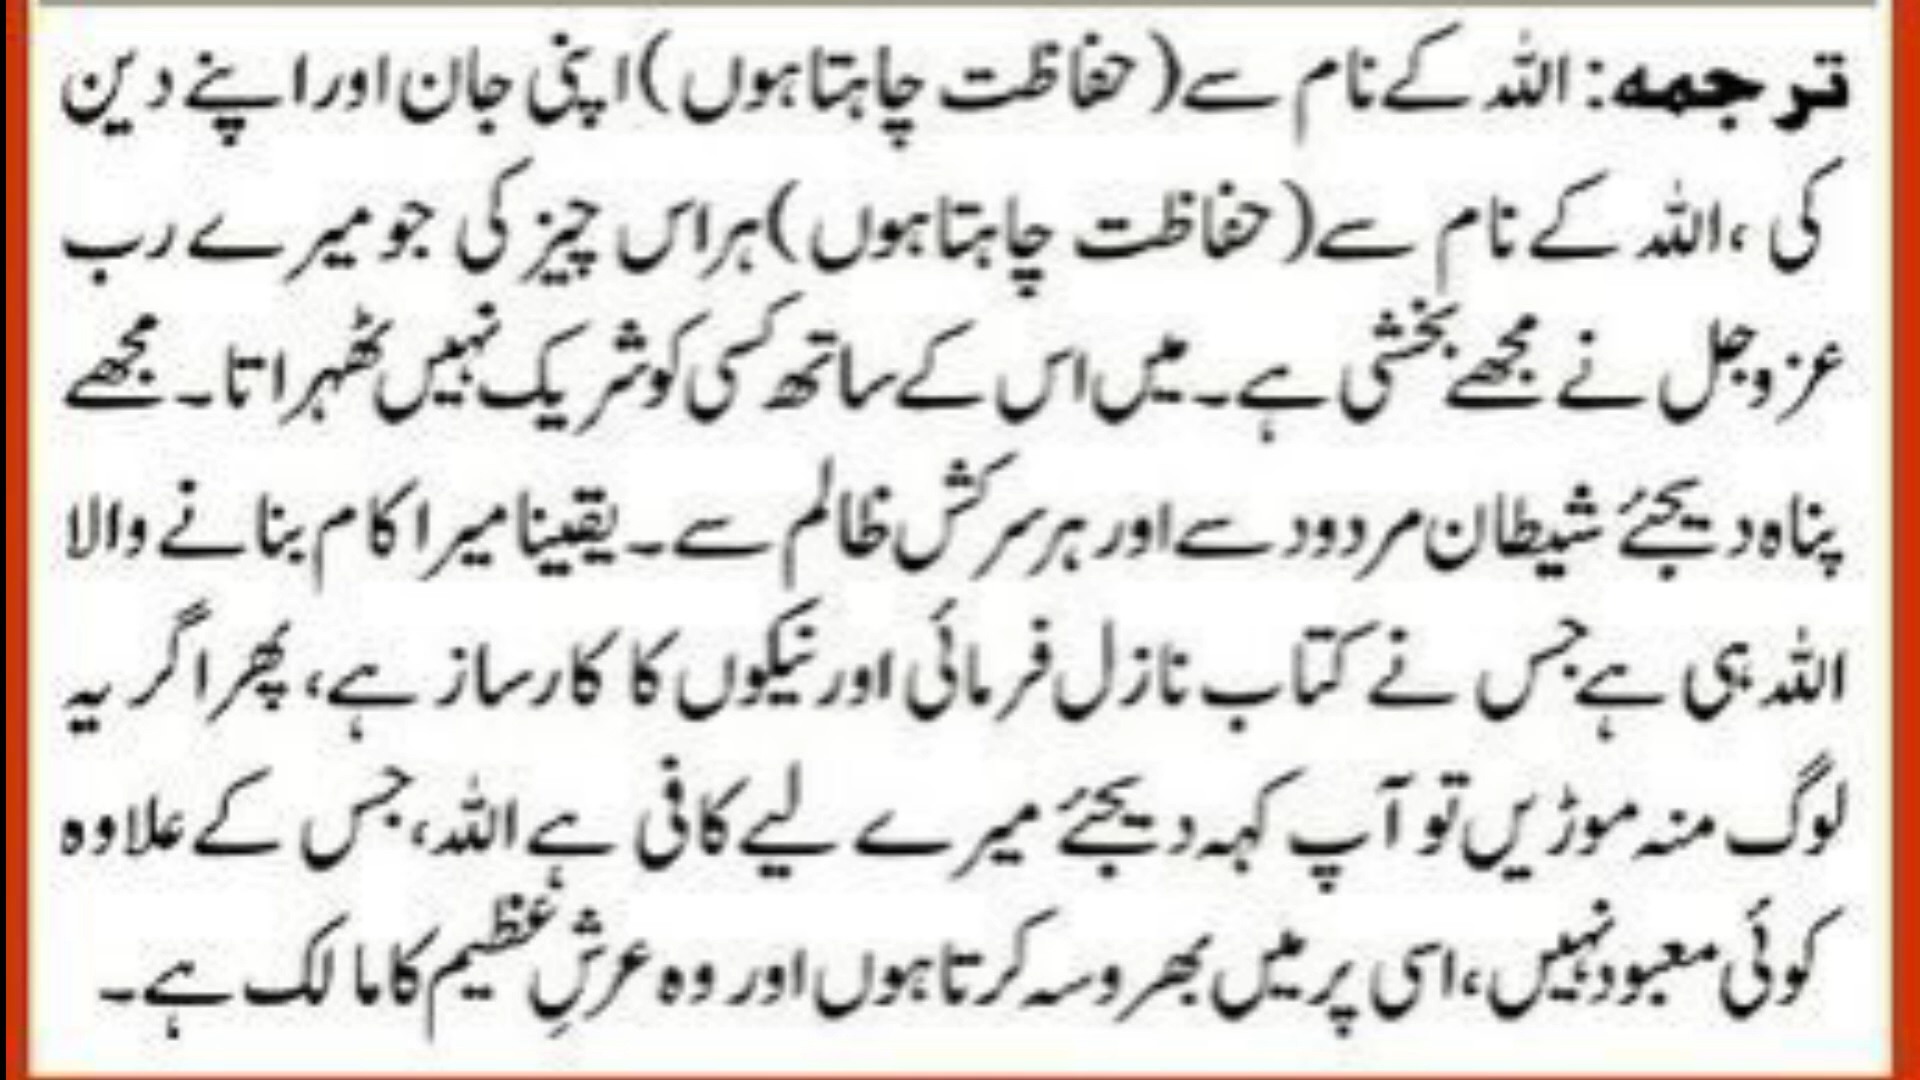 ترجمہ: اللہ کے نام سے (حفاظت چاہتا ہوں) اپنی جان اور اپنے دین
کی، اللہ کے نام سے (حفاظت چاہتا ہوں) ہر اس چیز کی جو میرے رب
عزوجل نے مجھے بخشی ہے۔ میں اس کے ساتھ کسی کو شریک نہیں ٹھہراتا۔ مجھے
پناہ دیجئے شیطان مردود سے اور ہر سرکش ظالم سے۔ یقینا میرا کام بنانے والا
اللہ ہی ہے جس نے کتاب نازل فرمائی اور نیکوں کا کارساز ہے، پھر اگر یہ
لوگ منہ موڑیں تو آپ کہہ دیجئے میرے لیے کافی ہے اللہ، جس کے علاوہ
کوئی معبود نہیں، اسی پر میں بھروسہ کرتا ہوں اور وہ عرشِ عظیم کا مالک ہے۔